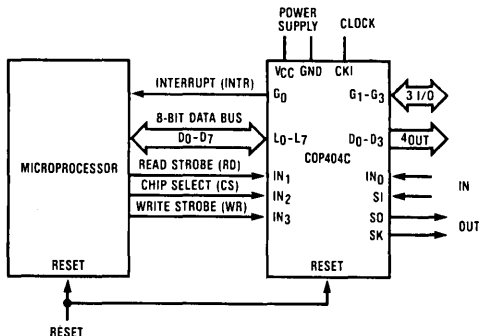 POWER SUPPLY
CLOCK
VCC GND CKI
INTERRUPT (INTR)
G0
G1-G3
3 I/O
8-BIT DATA BUS
D0-D7
L0-L7
D0-D3
4 OUT
COP404C
MICROPROCESSOR
READ STROBE (RD)
IN1
IN0
IN
CHIP SELECT (CS)
IN2
SI
WRITE STROBE (WR)
IN3
SO
OUT
SK
RESET
RESET
RESET